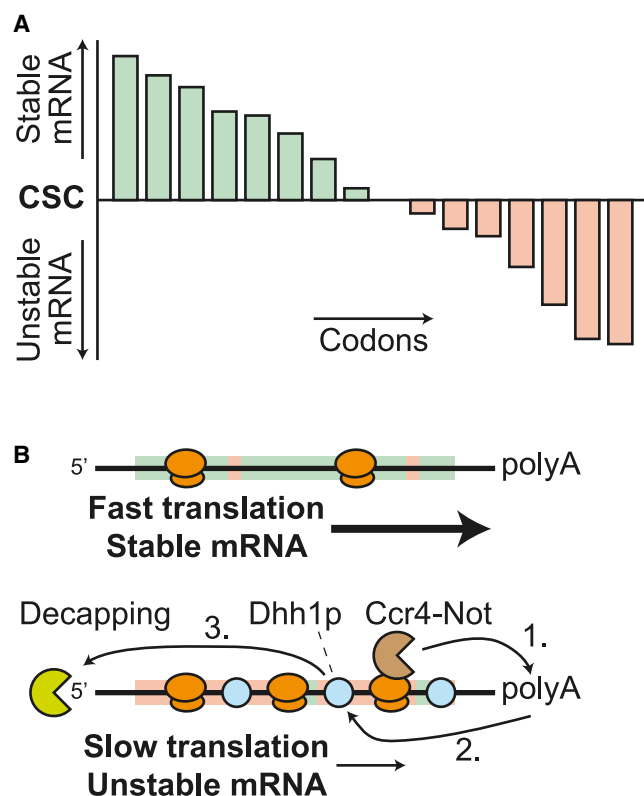 A
Stable
mRNA
CSC
Unstable
mRNA
Codons
B
5’
polyA
Fast translation
Stable mRNA
Decapping
3.
Dhh1p
Ccr4-Not
1.
5’
polyA
2.
Slow translation
Unstable mRNA